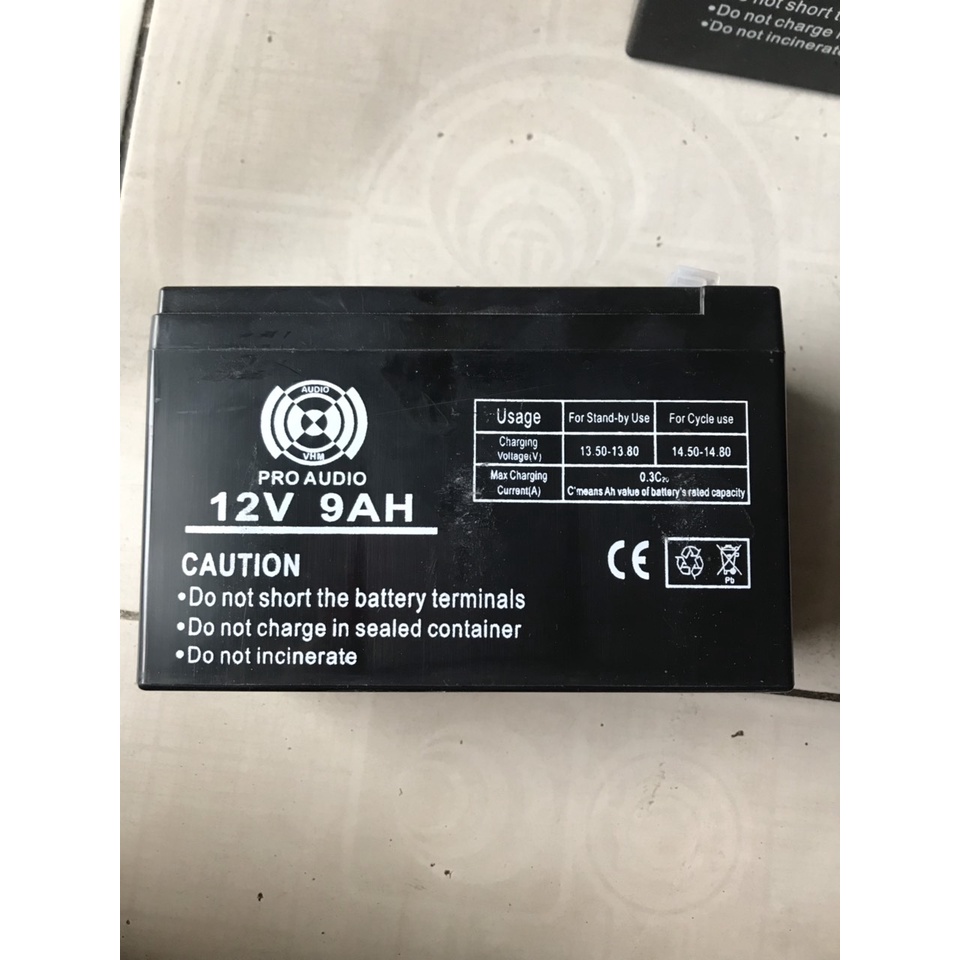 not short t
•Do not charge
•Do not incinerate
AUDIO
VHM
PRO AUDIO
12V 9AH
Usage For Stand-by Use For Cycle use
Charging Voltage(V) 13.50-13.80 14.50-14.80
Max Charging Current(A) 0.3C₂₀
C'means Ah value of battery's rated capacity
CE
Pb
CAUTION
•Do not short the battery terminals
•Do not charge in sealed container
•Do not incinerate